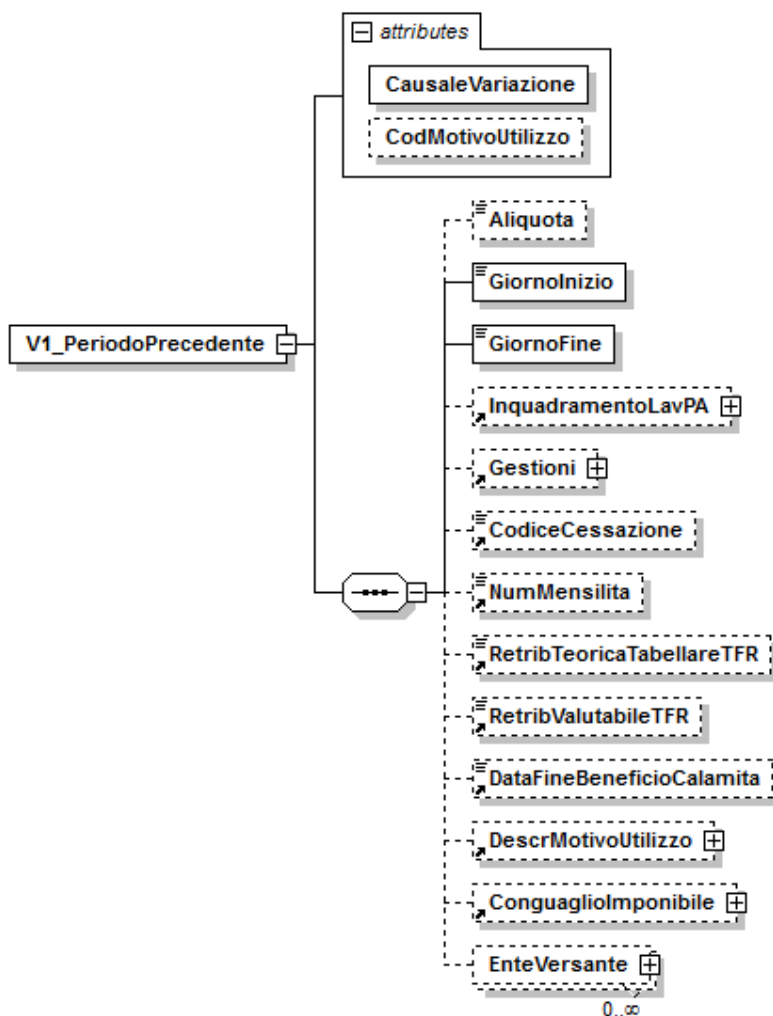 attributes
CausaleVariazione
CodMotivoUtilizzo
Aliquota
GiornoInizio
V1_PeriodoPrecedente
GiornoFine
InquadramentoLavPA
Gestioni
CodiceCessazione
NumMensilita
RetribTeoricaTabellareTFR
RetribValutabileTFR
DataFineBeneficioCalamita
DescrMotivoUtilizzo
ConguaglioImponibile
EnteVersante
0..∞